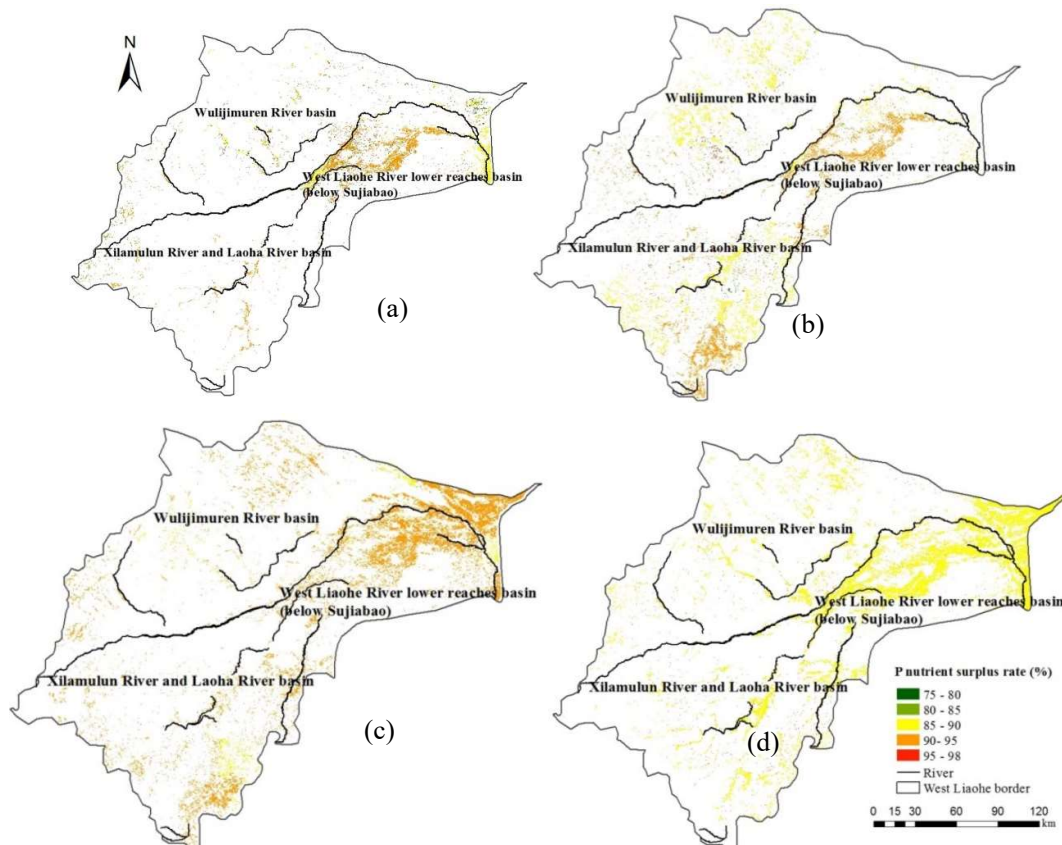 N
Wulijimuren River basin
West Liaohe River lower reaches basin
(below Sujiabao)
Xilamulun River and Laoha River basin
(a)
Wulijimuren River basin
West Liaohe River lower reaches basin
(below Sujiabao)
Xilamulun River and Laoha River basin
(b)
Wulijimuren River basin
West Liaohe River lower reaches basin
(below Sujiabao)
Xilamulun River and Laoha River basin
(c)
Wulijimuren River basin
West Liaohe River lower reaches basin
(below Sujiabao)
Xilamulun River and Laoha River basin
(d)
P nutrient surplus rate (%)
75 - 80
80 - 85
85 - 90
90- 95
95 - 98
River
West Liaohe border
0 15 30 60 90 120
km